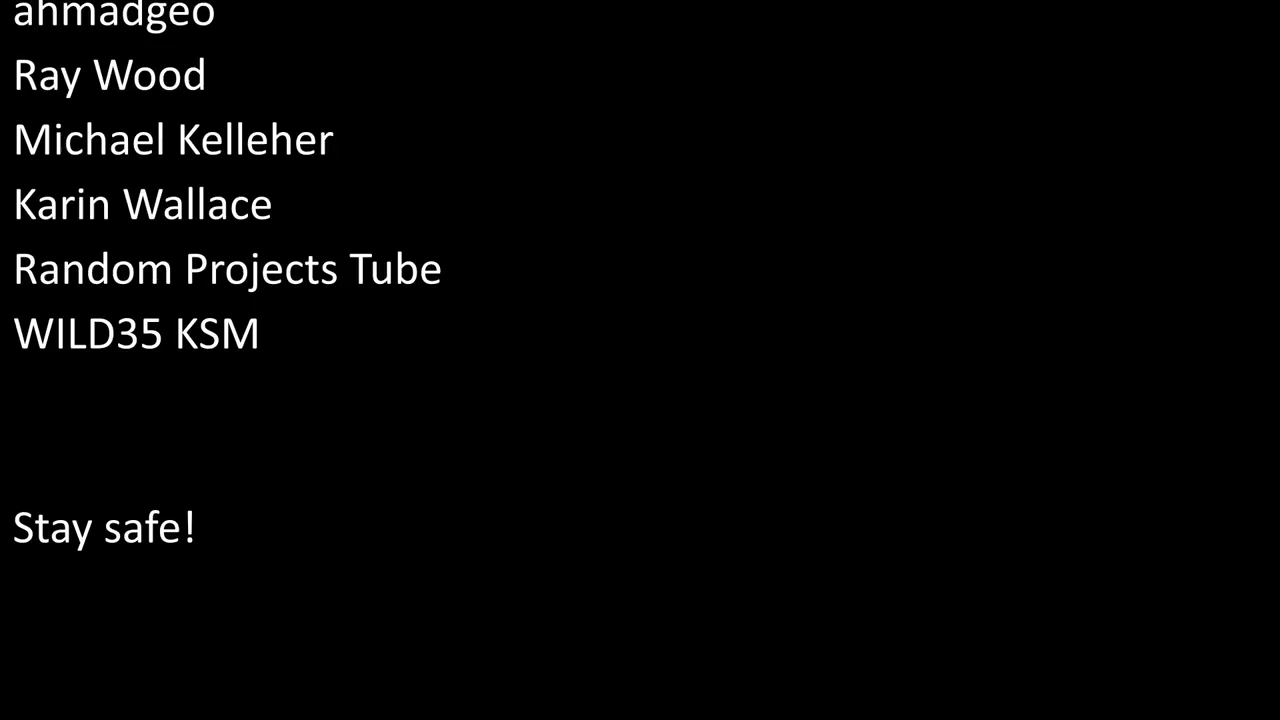 ahmadgeo
Ray Wood
Michael Kelleher
Karin Wallace
Random Projects Tube
WILD35 KSM
Stay safe!